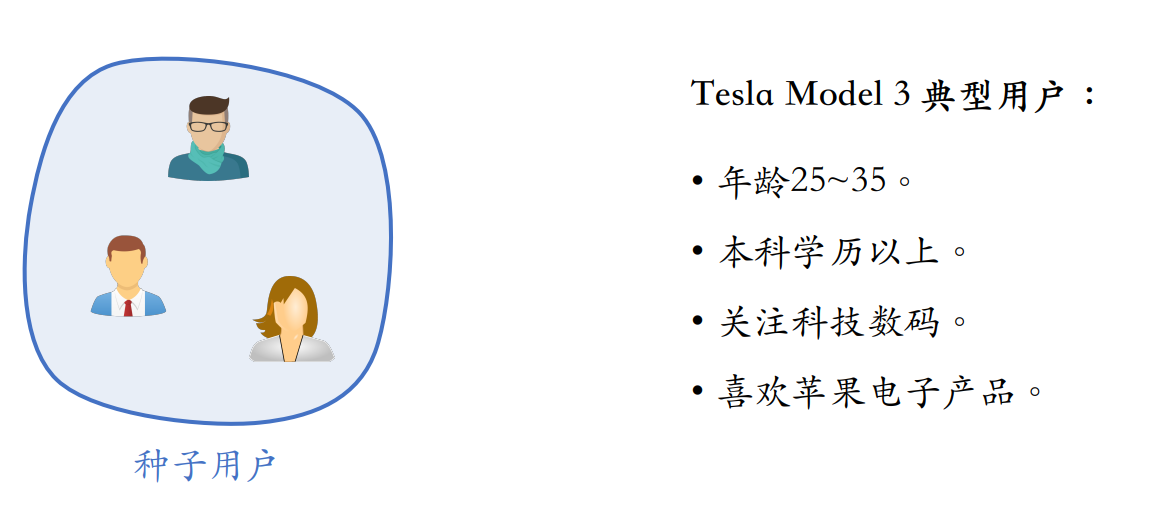 Tesla Model 3 典型用户：
• 年龄25~35。
• 本科学历以上。
• 关注科技数码。
• 喜欢苹果电子产品。
种子用户